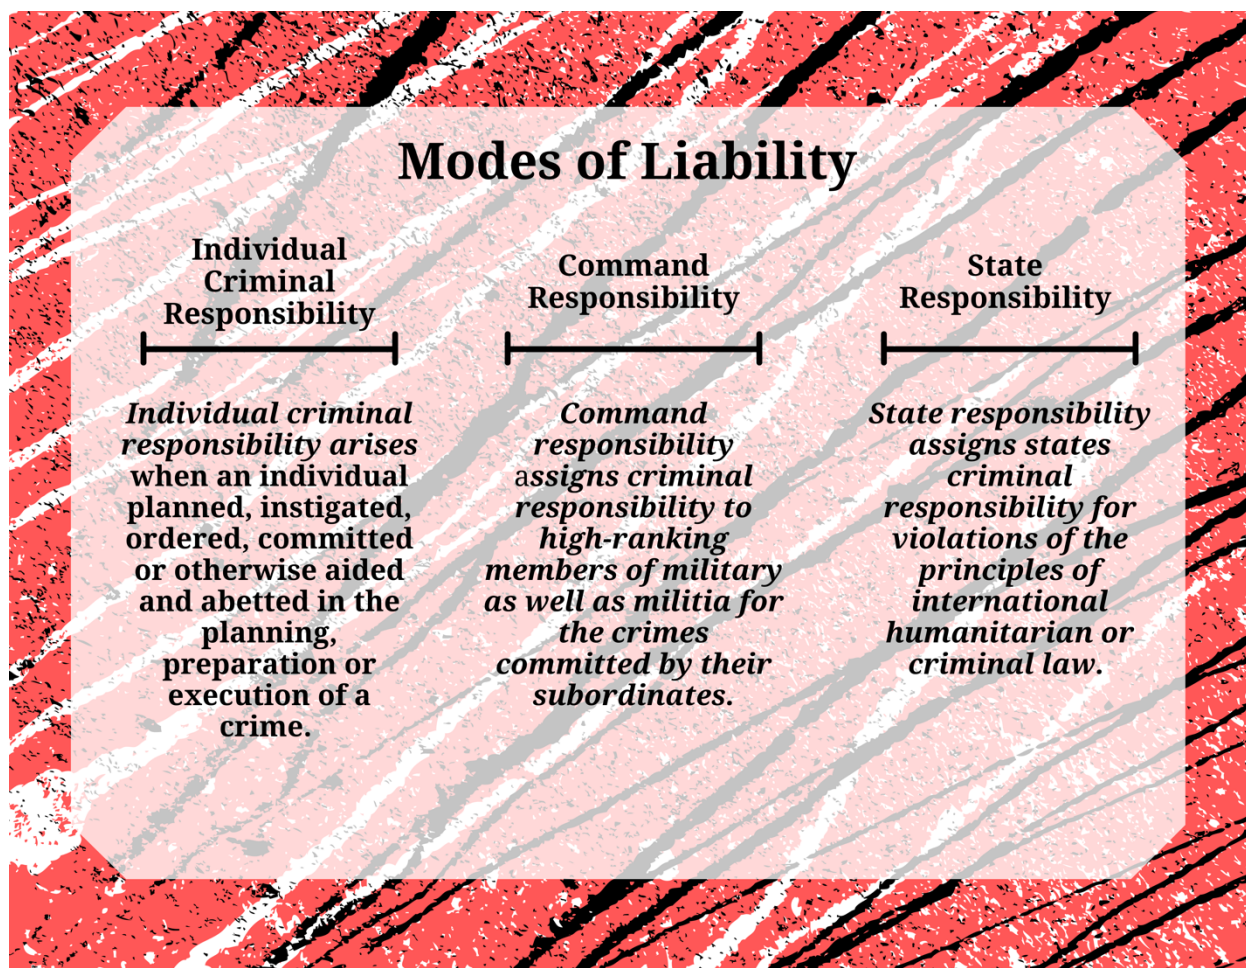 Modes of Liability
Individual
Criminal
Responsibility
Individual criminal
responsibility arises
when an individual
planned, instigated,
ordered, committed
or otherwise aided
and abetted in the
planning,
preparation or
execution of a
crime.
Command
Responsibility
Command
responsibility
assigns criminal
responsibility to
high-ranking
members of military
as well as militia for
the crimes
committed by their
subordinates.
State
Responsibility
State responsibility
assigns states
criminal
responsibility for
violations of the
principles of
international
humanitarian or
criminal law.